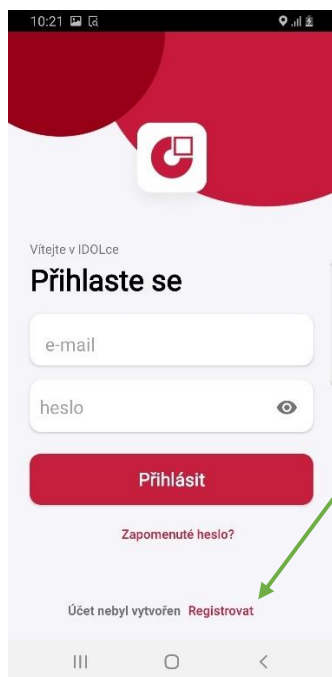 10:21
Vítejte v IDOLce
Přihlaste se
e-mail
heslo
Přihlásit
Zapomenuté heslo?
Účet nebyl vytvořen Registrovat